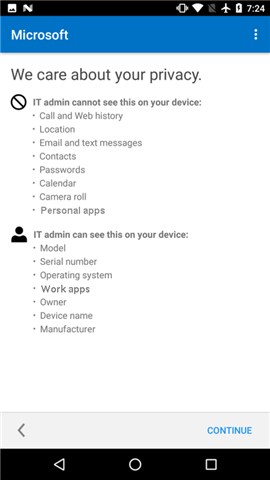 7:24
Microsoft
We care about your privacy.
IT admin cannot see this on your device:
• Call and Web history
• Location
• Email and text messages
• Contacts
• Passwords
• Calendar
• Camera roll
• Personal apps
IT admin can see this on your device:
• Model
• Serial number
• Operating system
• Work apps
• Owner
• Device name
• Manufacturer
CONTINUE